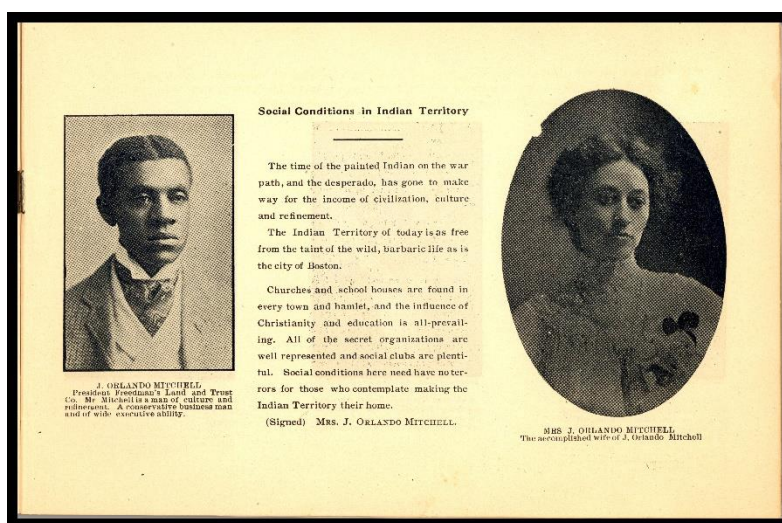 Social Conditions in Indian Territory
The time of the painted Indian on the war
path, and the desperado, has gone to make
way for the income of civilization, culture
and refinement.
The Indian Territory of today is as free
from the taint of the wild, barbaric life as is
the city of Boston.
Churches and school houses are found in
every town and hamlet, and the influence of
Christianity and education is all-prevail-
ing. All of the secret organizations are
well represented and social clubs are plenti-
ful. Social conditions here need have no ter-
rors for those who contemplate making the
Indian Territory their home.
(Signed) MRS. J. ORLANDO MITCHELL.
J. ORLANDO MITCHELL
President Freedman's Land and Trust
Co. Mr Mitchell is a man of culture and
refinement. A conservative business man
and of wide executive ability.
MRS J. ORLANDO MITCHELL
The accomplished wife of J. Orlando Mitchell